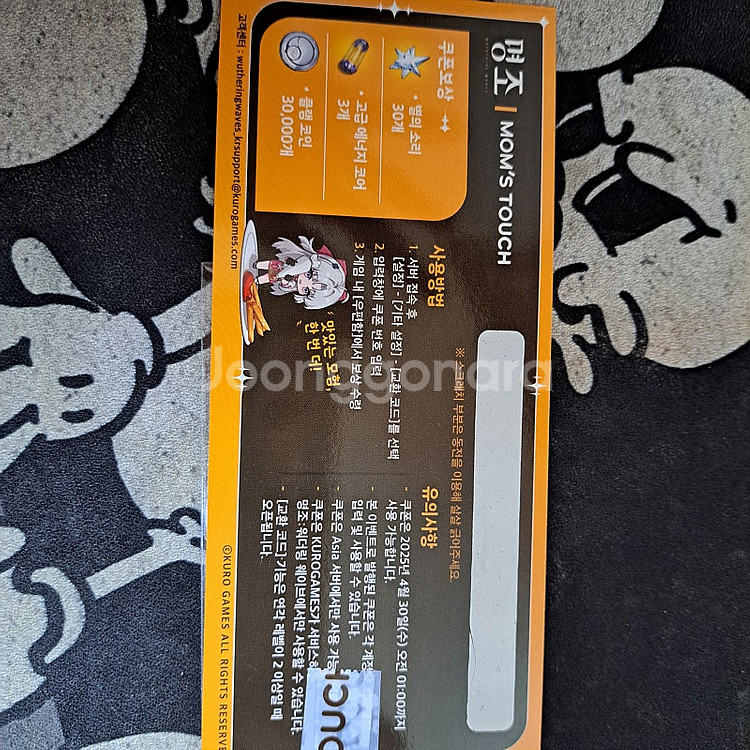 명조 | MOM'S TOUCH
쿠폰보상
별의 소리
30개
고급 에너지 코어
3개
클램 코인
30,000개
※ 스크래치 부분은 동전을 이용해 살살 긁어주세요.
사용방법
1. 서버 접속 후
[설정] - [기타 설정] - [교환 코드]를 선택
2. 입력창에 쿠폰 번호 입력
3. 게임 내 [우편함]에서 보상 수령
맛있는 모험
한 번 더!
유의사항
- 쿠폰은 2025년 4월 30일(수) 오전 01:00까지
사용 가능합니다.
- 본 이벤트로 발행된 쿠폰은 각 계정
입력 및 사용할 수 있습니다.
- 쿠폰은 Asia 서버에서만 사용 가능
- 쿠폰은 KUROGAMES가 서비스하
명조:워더링 웨이브에서만 사용할 수 있습니다.
- [교환 코드] 기능은 연각 레벨이 2 이상일 때
오픈됩니다.
고객센터 : wutheringwaves_krsupport@kurogames.com
©KURO GAMES ALL RIGHTS RESERVE
Jeonggonara